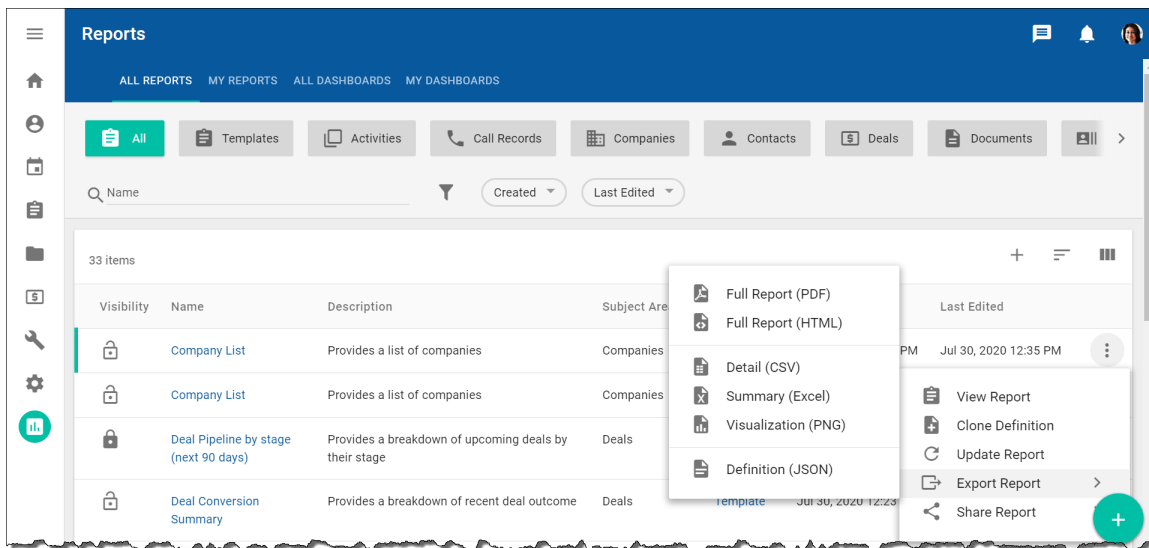 Reports
ALL REPORTS MY REPORTS ALL DASHBOARDS MY DASHBOARDS
All Templates Activities Call Records Companies Contacts Deals Documents
Name Created Last Edited
33 items
Visibility Name Description Subject Are Last Edited
Company List Provides a list of companies Companies PM Jul 30, 2020 12:35 PM
Company List Provides a list of companies Companies
Deal Pipeline by stage Provides a breakdown of upcoming deals by Deals
(next 90 days) their stage
Deal Conversion Provides a breakdown of recent deal outcome Deals Template Jul 30, 2020 12:23
Summary
Full Report (PDF)
Full Report (HTML)
Detail (CSV)
Summary (Excel)
Visualization (PNG)
Definition (JSON)
View Report
Clone Definition
Update Report
Export Report
Share Report